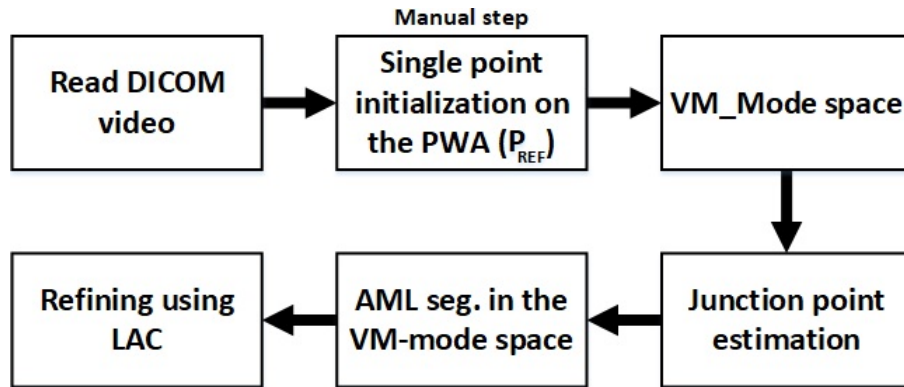 Manual step
Read DICOM
video
Single point
initialization on
the PWA (P_REF)
VM_Mode space
Junction point
estimation
AML seg. in the
VM-mode space
Refining using
LAC